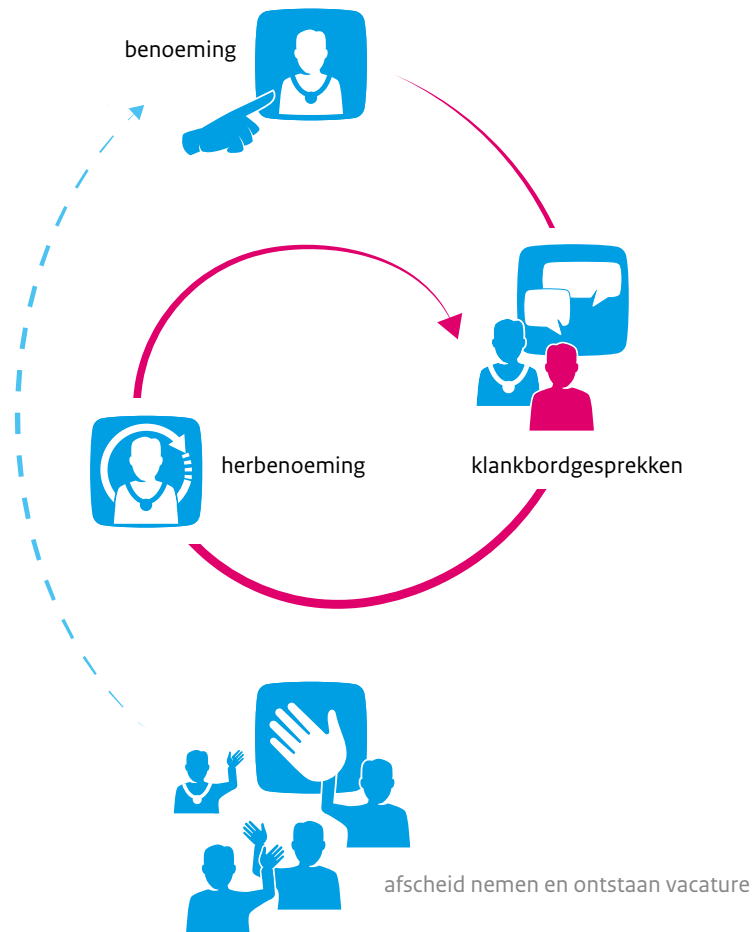 benoeming
herbenoeming
klankbordgesprekken
afscheid nemen en ontstaan vacature